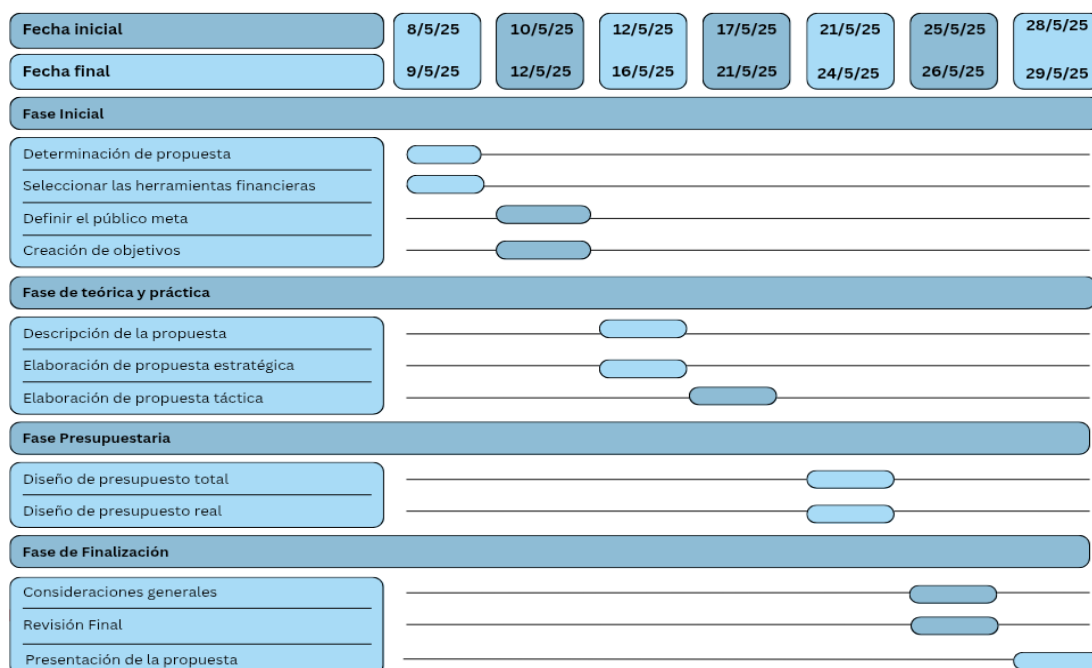 Fecha inicial 8/5/25 10/5/25 12/5/25 17/5/25 21/5/25 25/5/25 28/5/25
Fecha final 9/5/25 12/5/25 16/5/25 21/5/25 24/5/25 26/5/25 29/5/25
Fase Inicial
Determinación de propuesta
Seleccionar las herramientas financieras
Definir el público meta
Creación de objetivos
Fase de teórica y práctica
Descripción de la propuesta
Elaboración de propuesta estratégica
Elaboración de propuesta táctica
Fase Presupuestaria
Diseño de presupuesto total
Diseño de presupuesto real
Fase de Finalización
Consideraciones generales
Revisión Final
Presentación de la propuesta